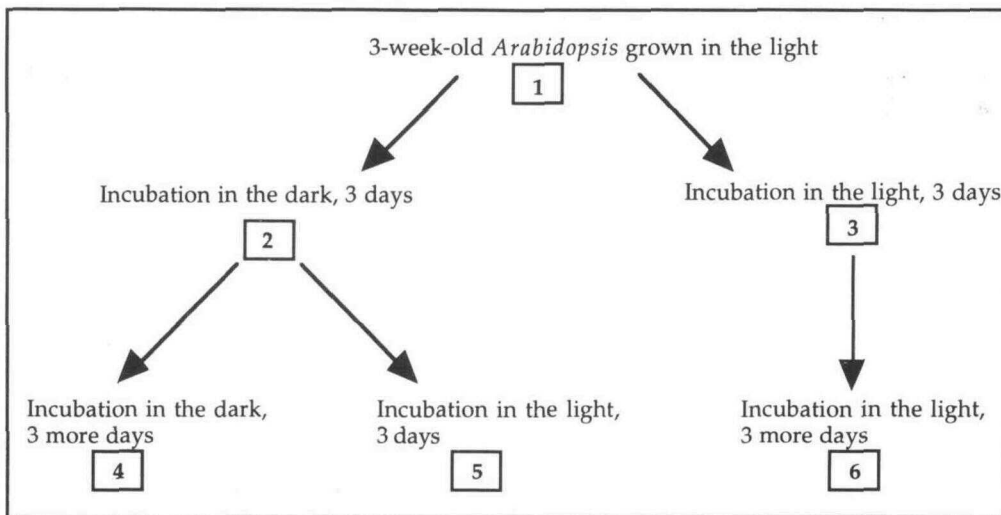 3-week-old Arabidopsis grown in the light
1
Incubation in the dark, 3 days
Incubation in the light, 3 days
2
3
Incubation in the dark,
3 more days
Incubation in the light,
3 days
Incubation in the light,
3 more days
4
5
6